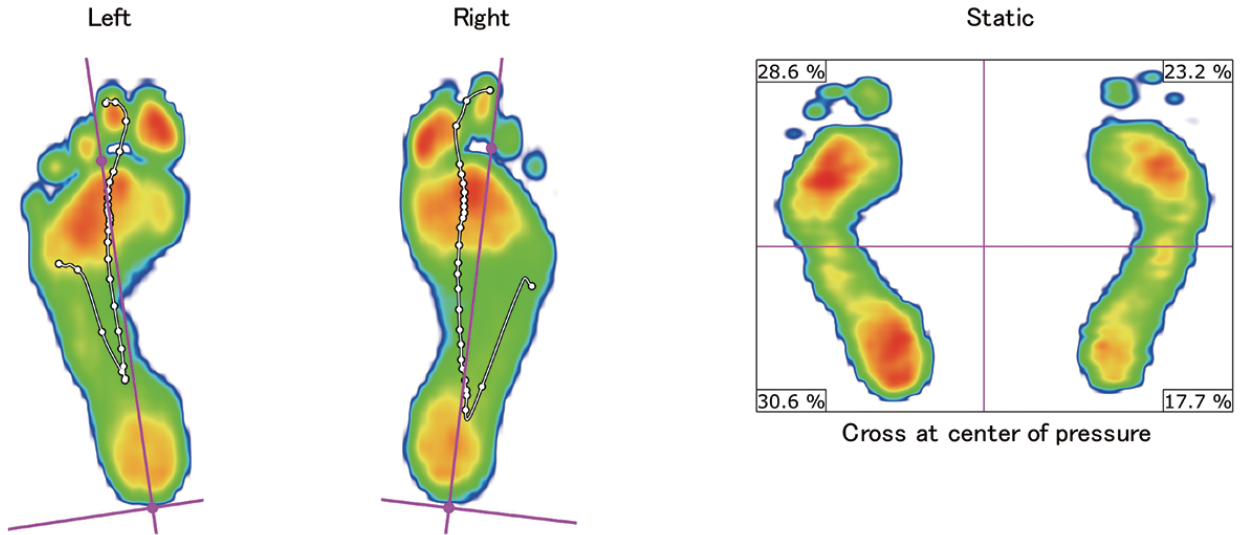 Left
Right
Static
28.6 %
23.2 %
30.6 %
17.7 %
Cross at center of pressure